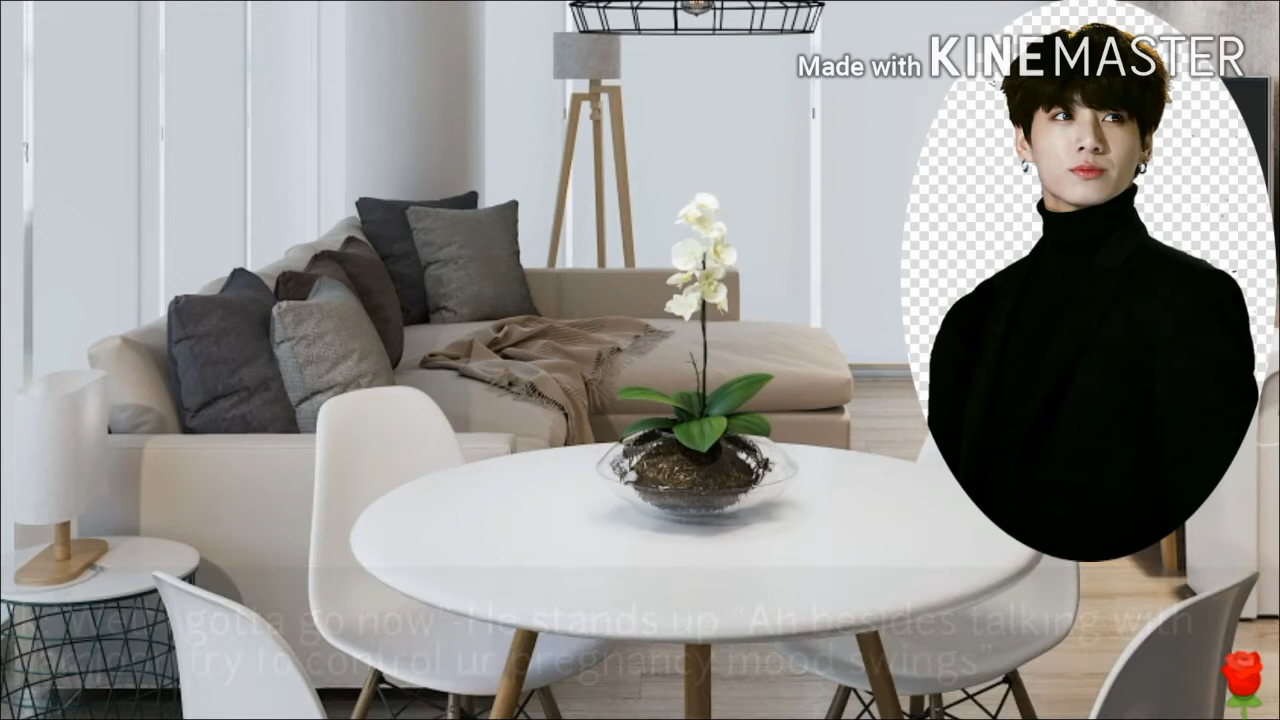 Made with KINEMASTER
gotta go now" -He stands up "Ah besides talking with
try to control ur pregnancy mood swings"